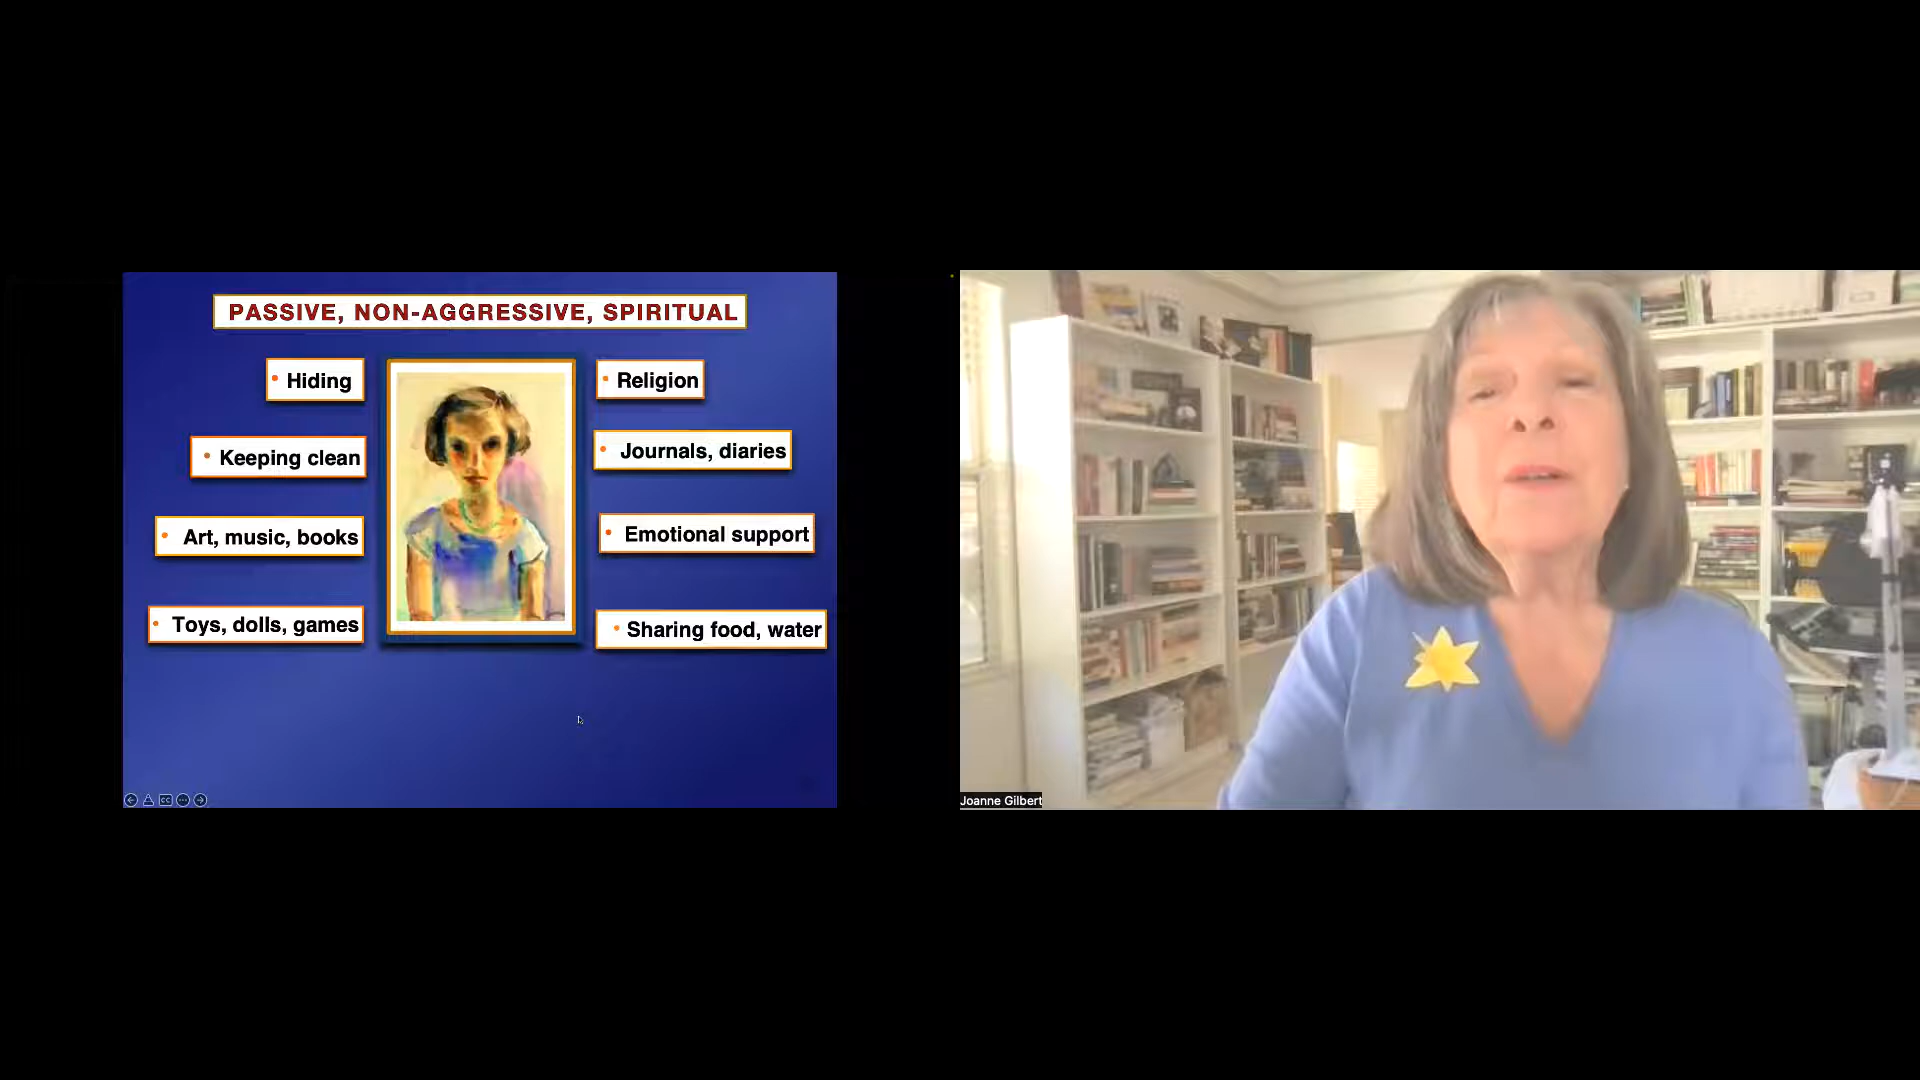 PASSIVE, NON-AGGRESSIVE, SPIRITUAL
• Hiding
• Keeping clean
• Art, music, books
• Toys, dolls, games
• Religion
• Journals, diaries
• Emotional support
• Sharing food, water
Joanne Gilbert